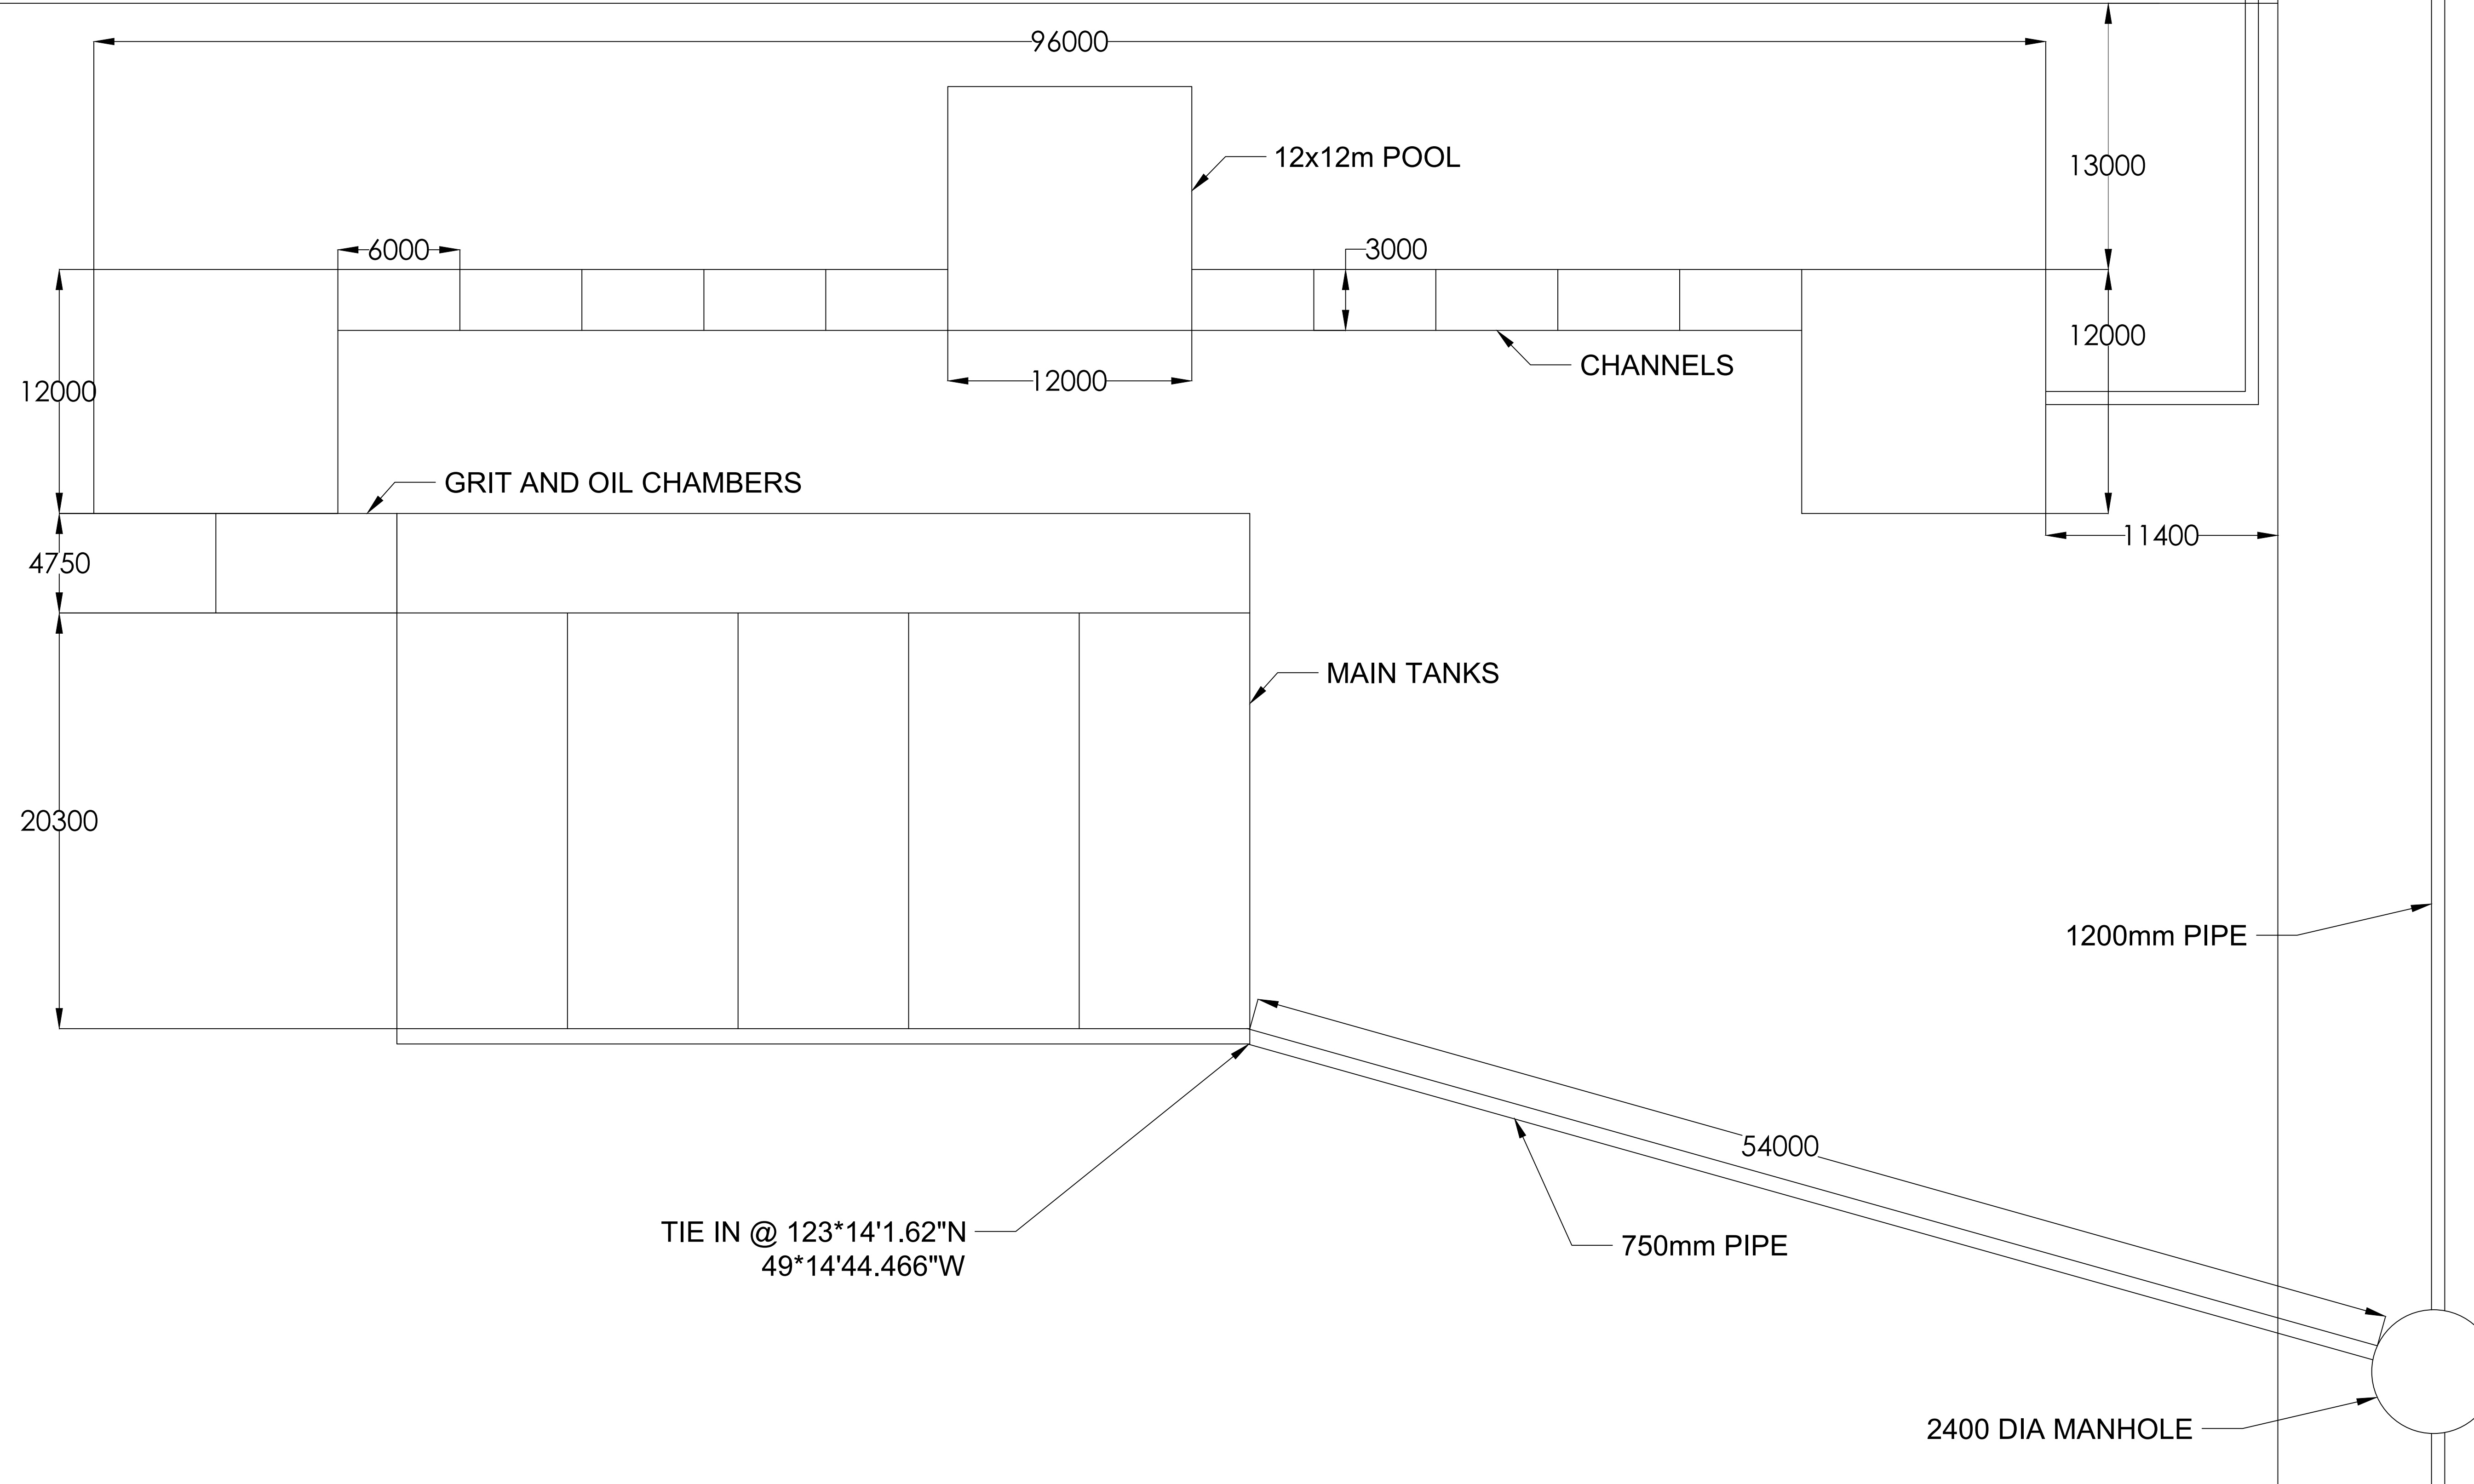 96000
12x12m POOL
13000
6000
3000
12000
CHANNELS
12000
12000
GRIT AND OIL CHAMBERS
11400
4750
MAIN TANKS
20300
1200mm PIPE
54000
TIE IN @ 123*14'1.62"N
49*14'44.466"W
750mm PIPE
2400 DIA MANHOLE